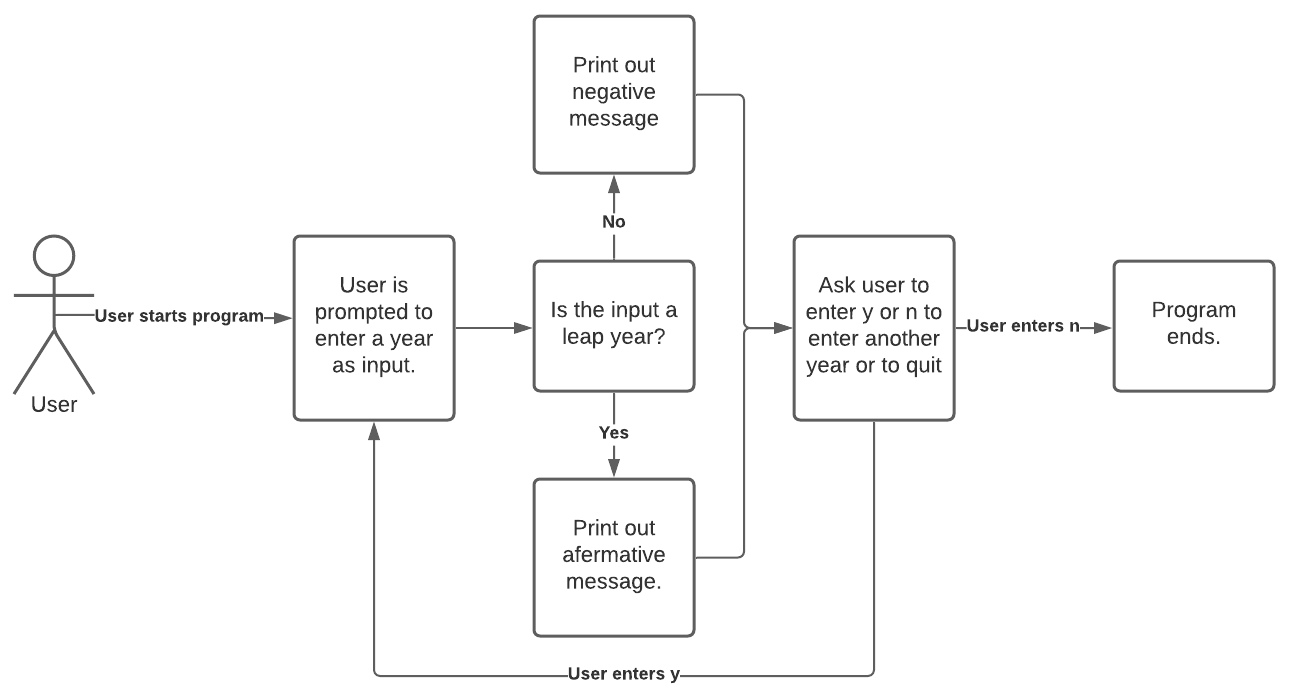 User
User starts program
User is
prompted to
enter a year
as input.
Is the input a
leap year?
No
Print out
negative
message
Yes
Print out
afermative
message.
Ask user to
enter y or n to
enter another
year or to quit
User enters n
Program
ends.
User enters y